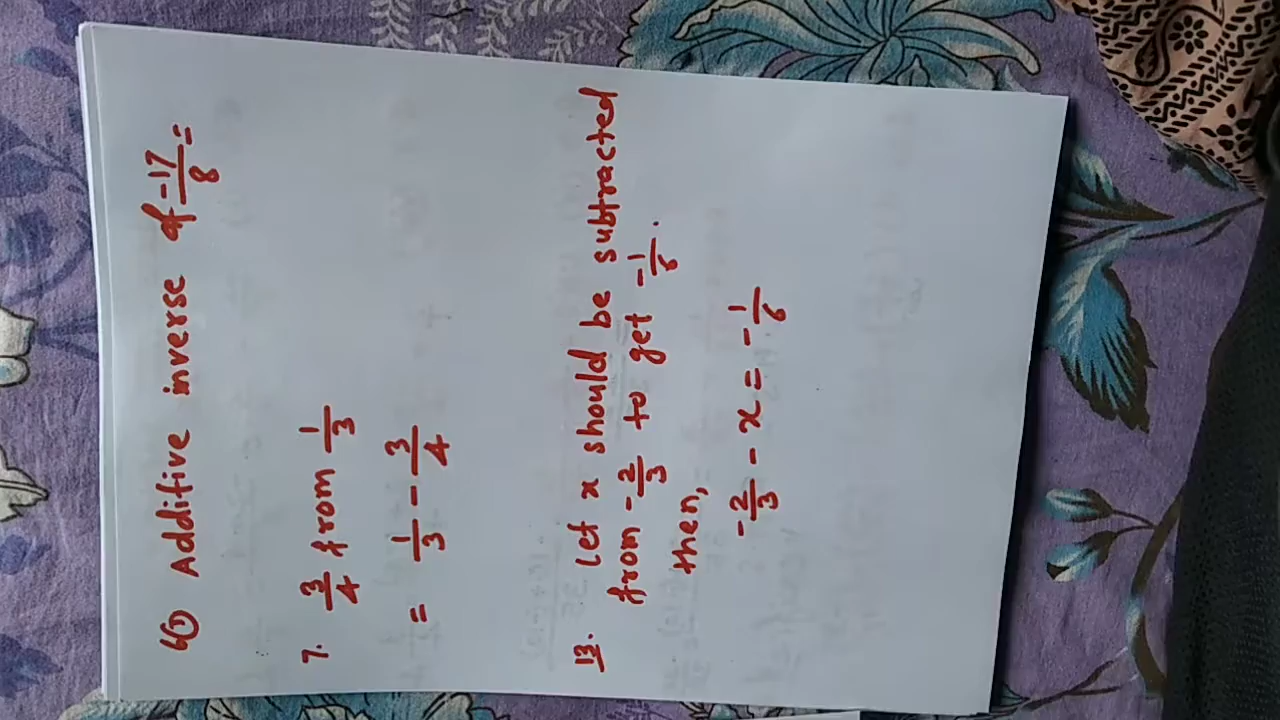 6① Additive inverse of -17/8 =
7. 3/4 from 1/3
= 1/3 - 3/4
13. Let x should be subtracted
from -2/3 to get -1/6.
then,
-2/3 - x = -1/6